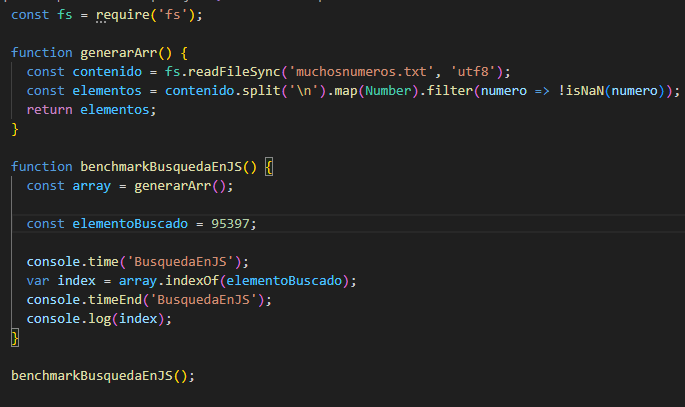 const fs = require('fs');

function generarArr() {
  const contenido = fs.readFileSync('muchosnumeros.txt', 'utf8');
  const elementos = contenido.split('\n').map(Number).filter(numero => !isNaN(numero));
  return elementos;
}

function benchmarkBusquedaEnJS() {
  const array = generarArr();

  const elementoBuscado = 95397;

  console.time('BusquedaEnJS');
  var index = array.indexOf(elementoBuscado);
  console.timeEnd('BusquedaEnJS');
  console.log(index);
}

benchmarkBusquedaEnJS();